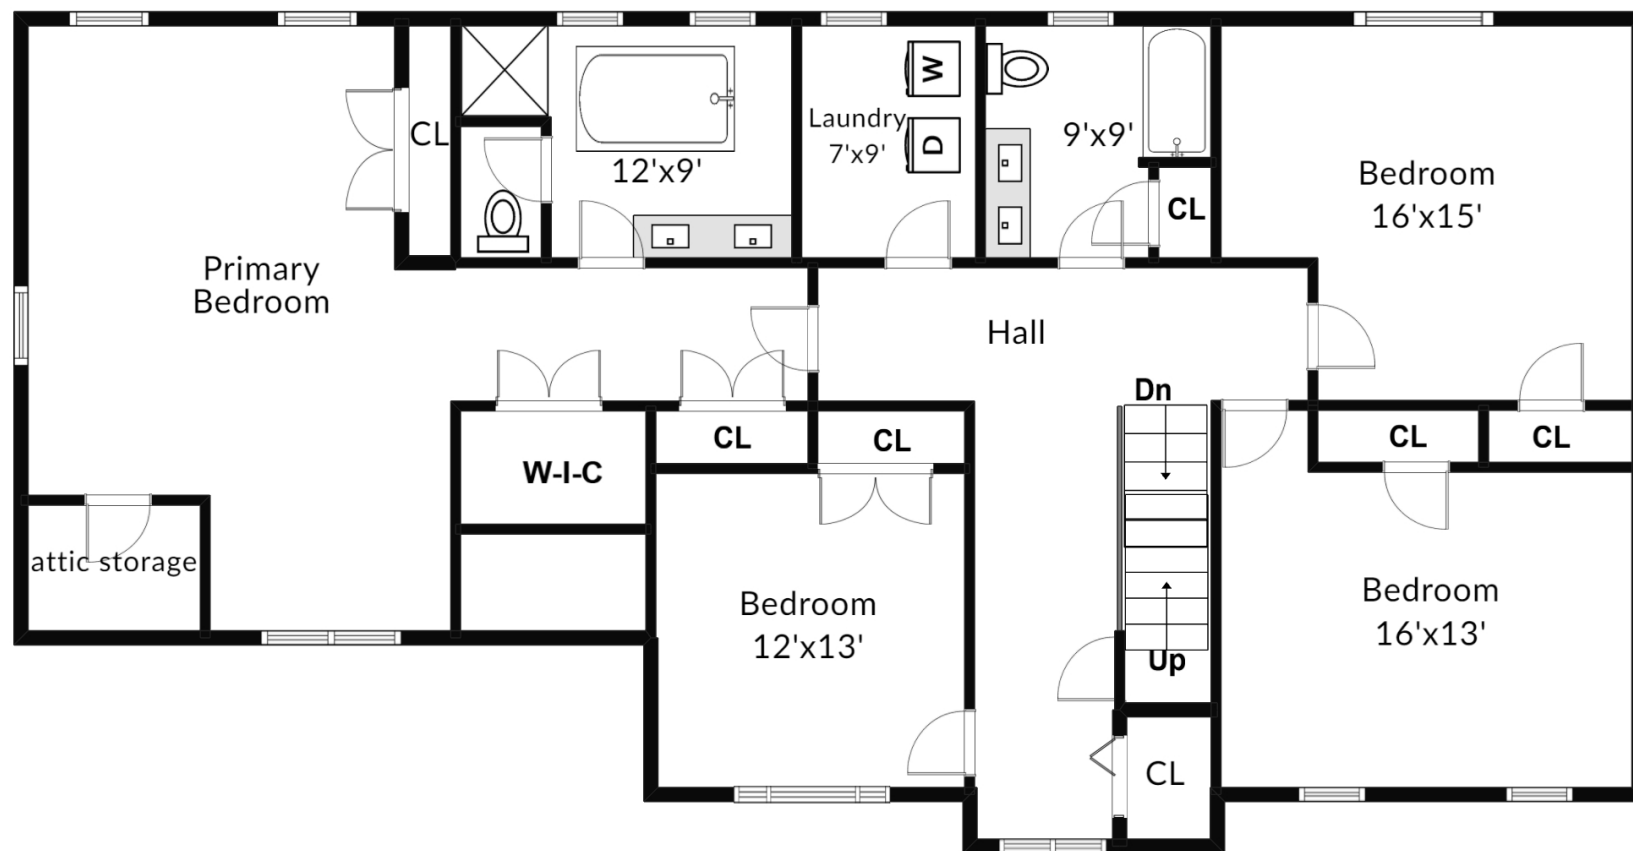 CL
12'x9'
Laundry
7'x9'
W
D
9'x9'
CL
Bedroom
16'x15'
Primary
Bedroom
Hall
Dn
W-I-C
CL
CL
CL
CL
attic storage
Bedroom
12'x13'
Up
Bedroom
16'x13'
CL